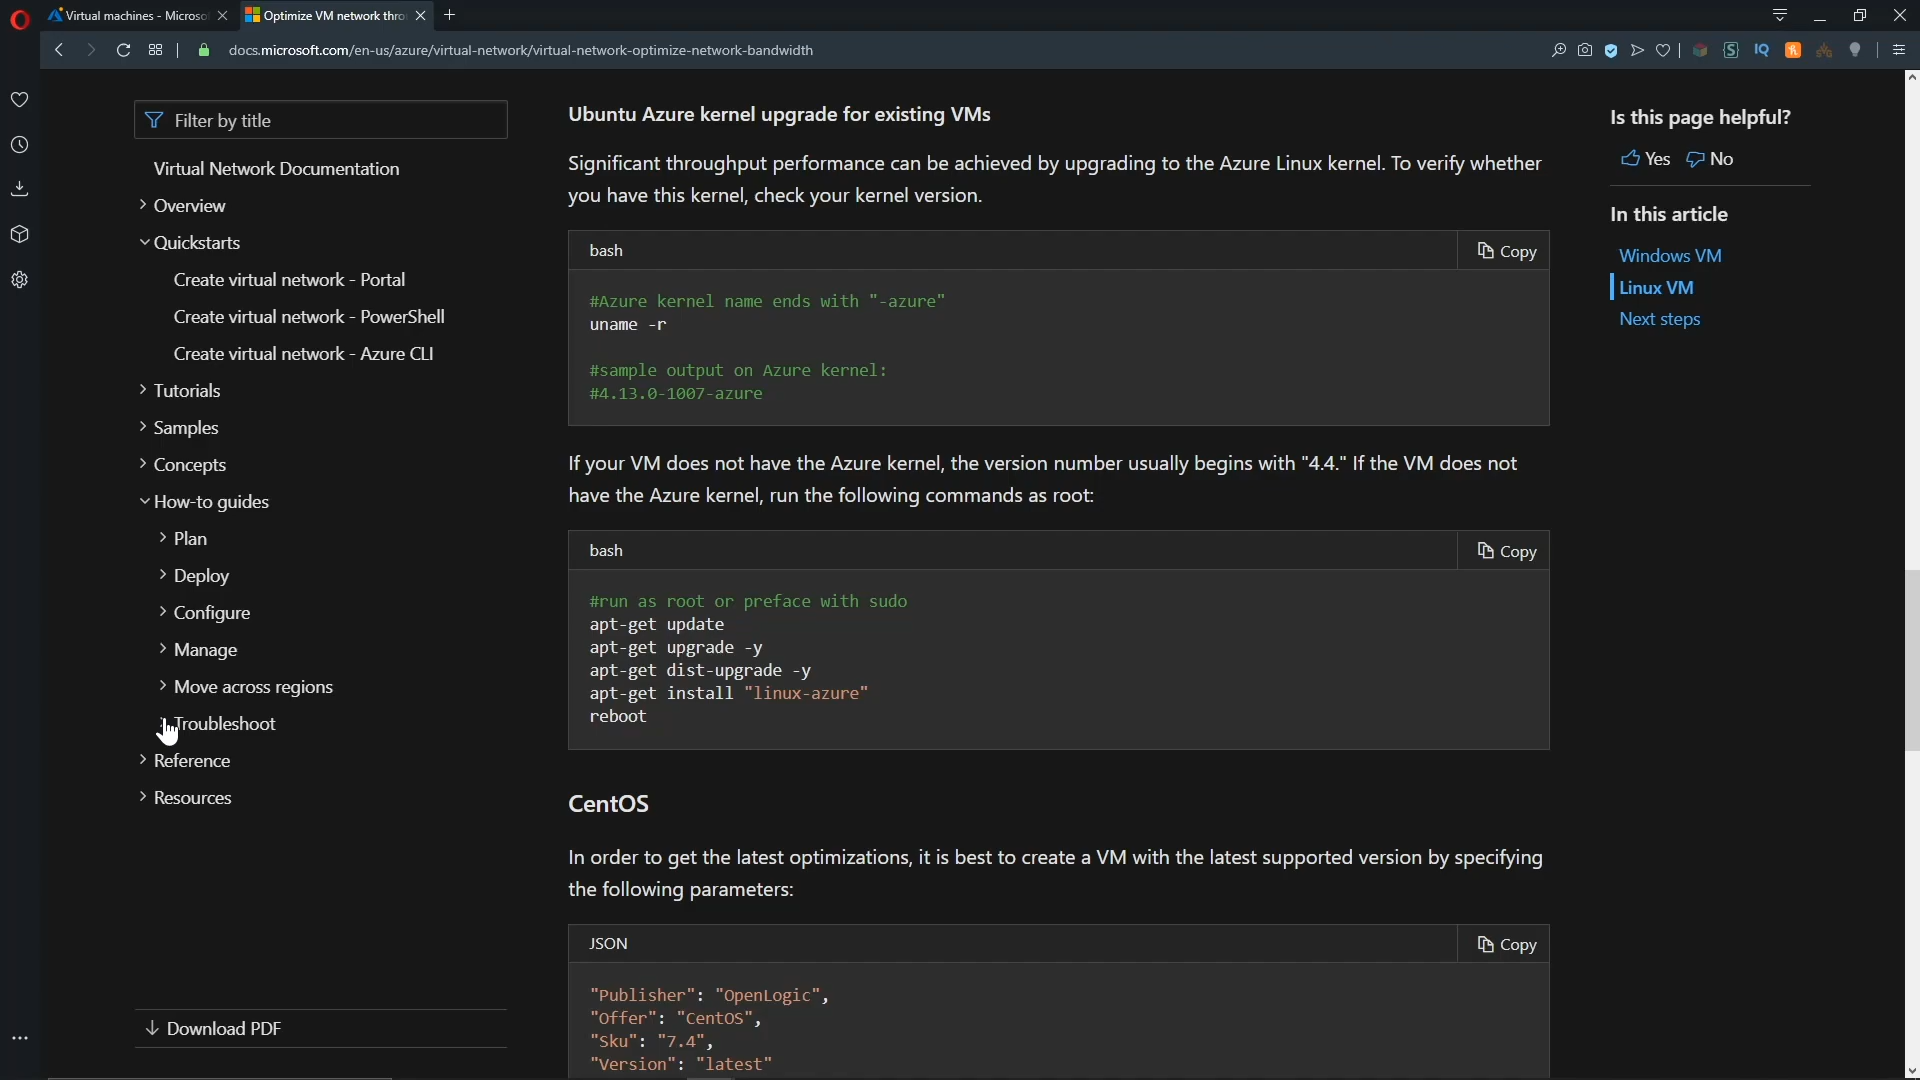 Virtual machines - Microso
Optimize VM network thro
docs.microsoft.com/en-us/azure/virtual-network/virtual-network-optimize-network-bandwidth
Filter by title
Virtual Network Documentation
Overview
Quickstarts
Create virtual network - Portal
Create virtual network - PowerShell
Create virtual network - Azure CLI
Tutorials
Samples
Concepts
How-to guides
Plan
Deploy
Configure
Manage
Move across regions
Troubleshoot
Reference
Resources
Download PDF
Ubuntu Azure kernel upgrade for existing VMs
Significant throughput performance can be achieved by upgrading to the Azure Linux kernel. To verify whether
you have this kernel, check your kernel version.
bash
Copy
#Azure kernel name ends with "-azure"
uname -r
#sample output on Azure kernel:
#4.13.0-1007-azure
If your VM does not have the Azure kernel, the version number usually begins with "4.4." If the VM does not
have the Azure kernel, run the following commands as root:
bash
Copy
#run as root or preface with sudo
apt-get update
apt-get upgrade -y
apt-get dist-upgrade -y
apt-get install "linux-azure"
reboot
CentOS
In order to get the latest optimizations, it is best to create a VM with the latest supported version by specifying
the following parameters:
JSON
Copy
"Publisher": "OpenLogic",
"Offer": "CentOS",
"Sku": "7.4",
"Version": "latest"
Is this page helpful?
Yes
No
In this article
Windows VM
Linux VM
Next steps